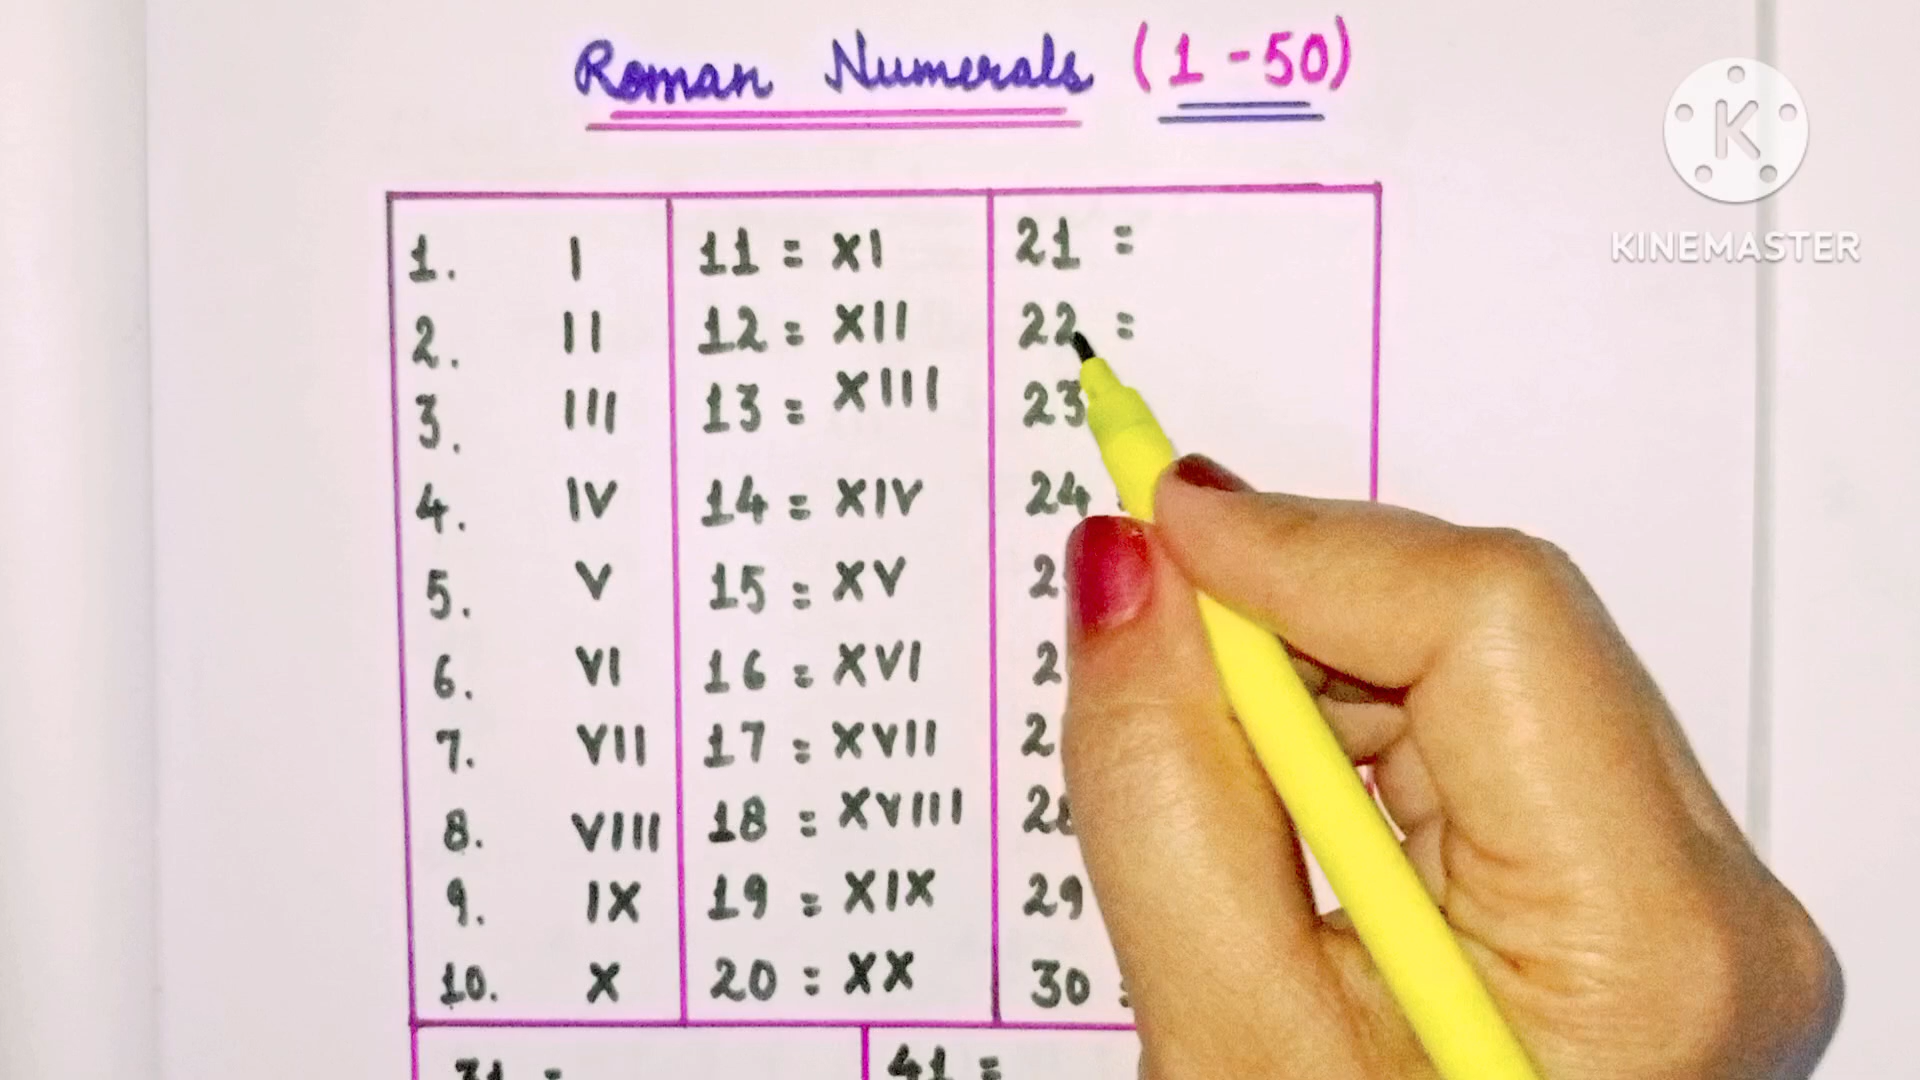 Roman Numerals (1-50)
K
KINEMASTER
1. I
2. II
3. III
4. IV
5. V
6. VI
7. VII
8. VIII
9. IX
10. X
11 = XI
12 = XII
13 = XIII
14 = XIV
15 = XV
16 = XVI
17 = XVII
18 = XVIII
19 = XIX
20 = XX
21 =
22 =
23
24
29
30 :
31 =
41 =